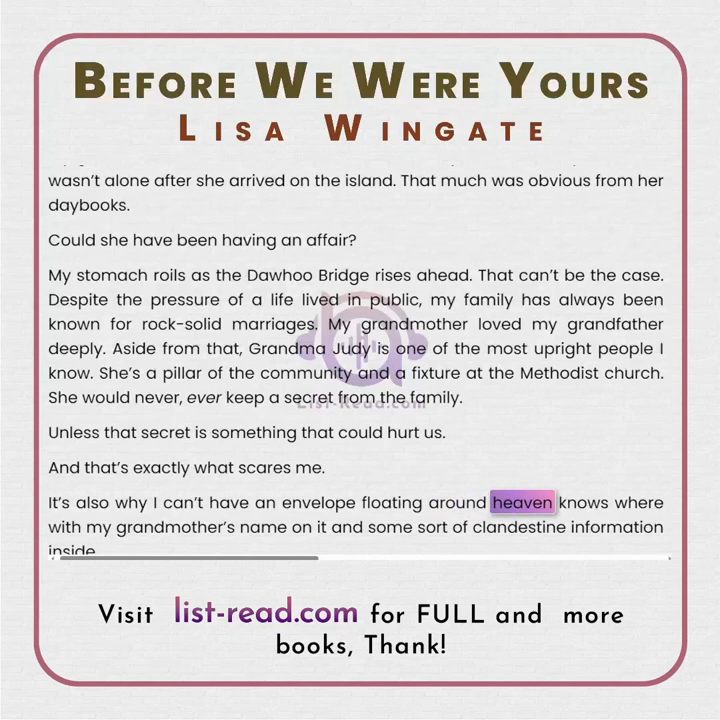 BEFORE WE WERE YOURS
LISA WINGATE
wasn't alone after she arrived on the island. That much was obvious from her
daybooks.
Could she have been having an affair?
My stomach roils as the Dawhoo Bridge rises ahead. That can't be the case.
Despite the pressure of a life lived in public, my family has always been
known for rock-solid marriages. My grandmother loved my grandfather
deeply. Aside from that, Grandma Judy is one of the most upright people I
know. She's a pillar of the community and a fixture at the Methodist church.
She would never, ever keep a secret from the family.
List-Read.com
Unless that secret is something that could hurt us.
And that's exactly what scares me.
It's also why I can't have an envelope floating around heaven knows where
with my grandmother's name on it and some sort of clandestine information
inside
Visit list-read.com for FULL and more
books, Thank!